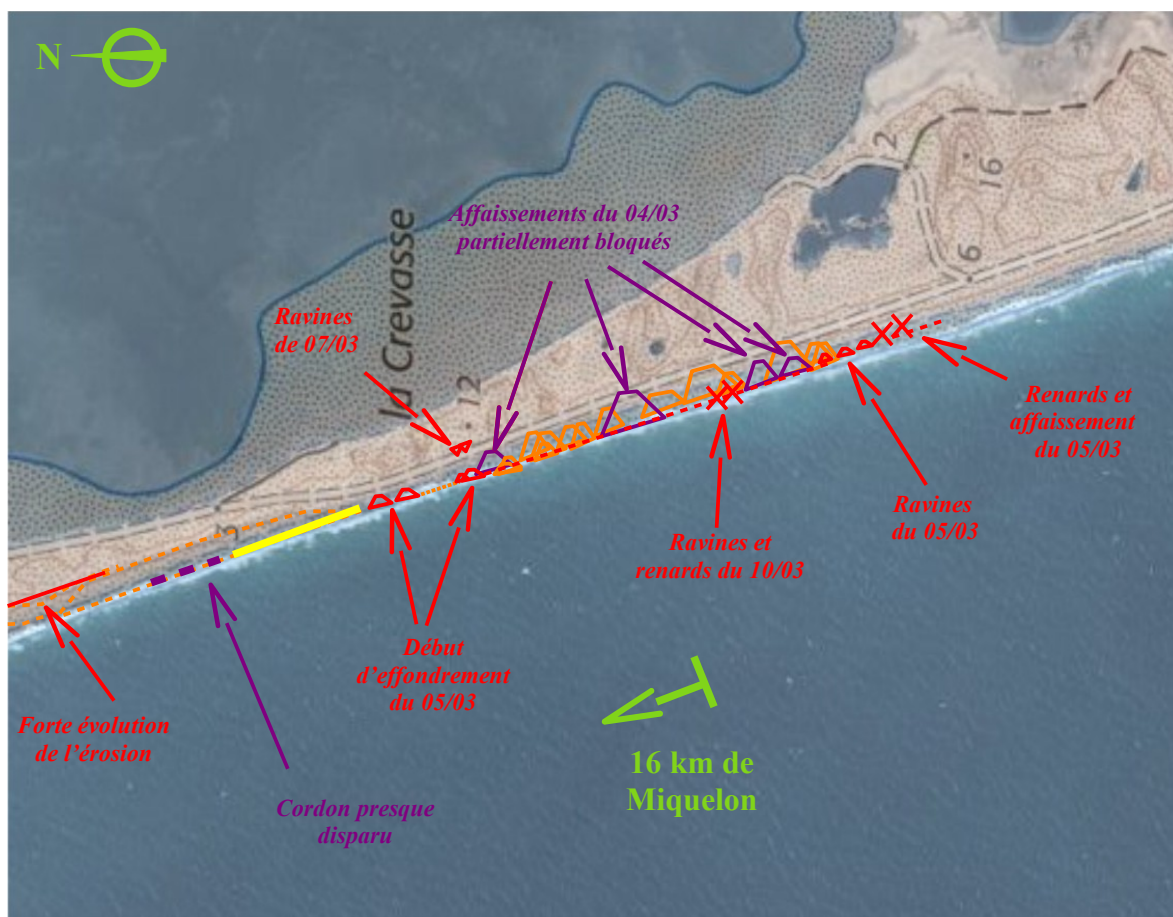 N
2
16
Affaissements du 04/03
partiellement bloqués
6
la Crevasse
Ravines
de 07/03
12
Renards et
affaissement
du 05/03
Ravines
du 05/03
3
Ravines et
renards du 10/03
Début
d’effondrement
du 05/03
Forte évolution
de l’érosion
16 km de
Miquelon
Cordon presque
disparu